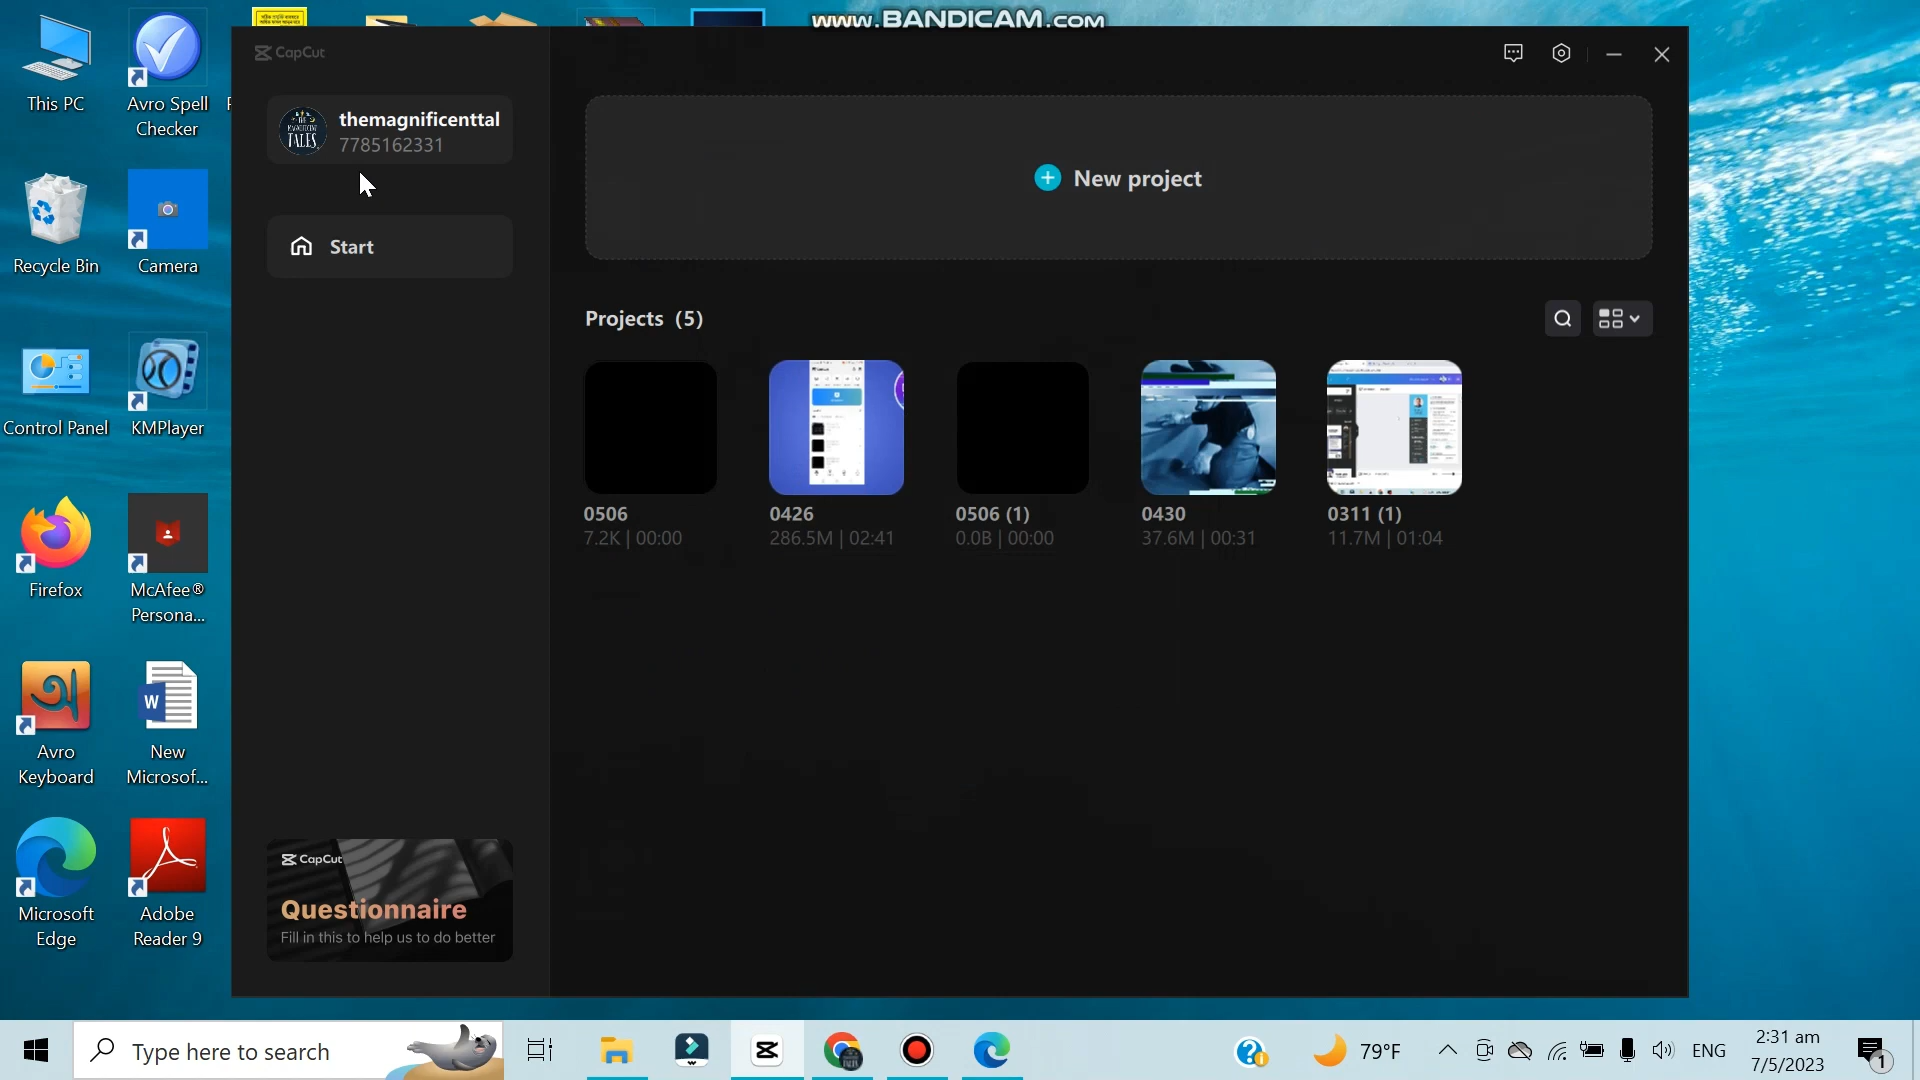 www.BANDICAM.com
This PC
Avro Spell
Checker
Recycle Bin
Camera
Control Panel
KMPlayer
Firefox
McAfee®
Persona...
Avro
Keyboard
New
Microsof...
Microsoft
Edge
Adobe
Reader 9
CapCut
THE
MAGNIFICENT
TALES
themagnificenttal
7785162331
Start
CapCut
Questionnaire
Fill in this to help us to do better
New project
Projects (5)
0506
7.2K | 00:00
0426
286.5M | 02:41
0506 (1)
0.0B | 00:00
0430
37.6M | 00:31
0311 (1)
11.7M | 01:04
Type here to search
79°F
ENG
2:31 am
7/5/2023
1